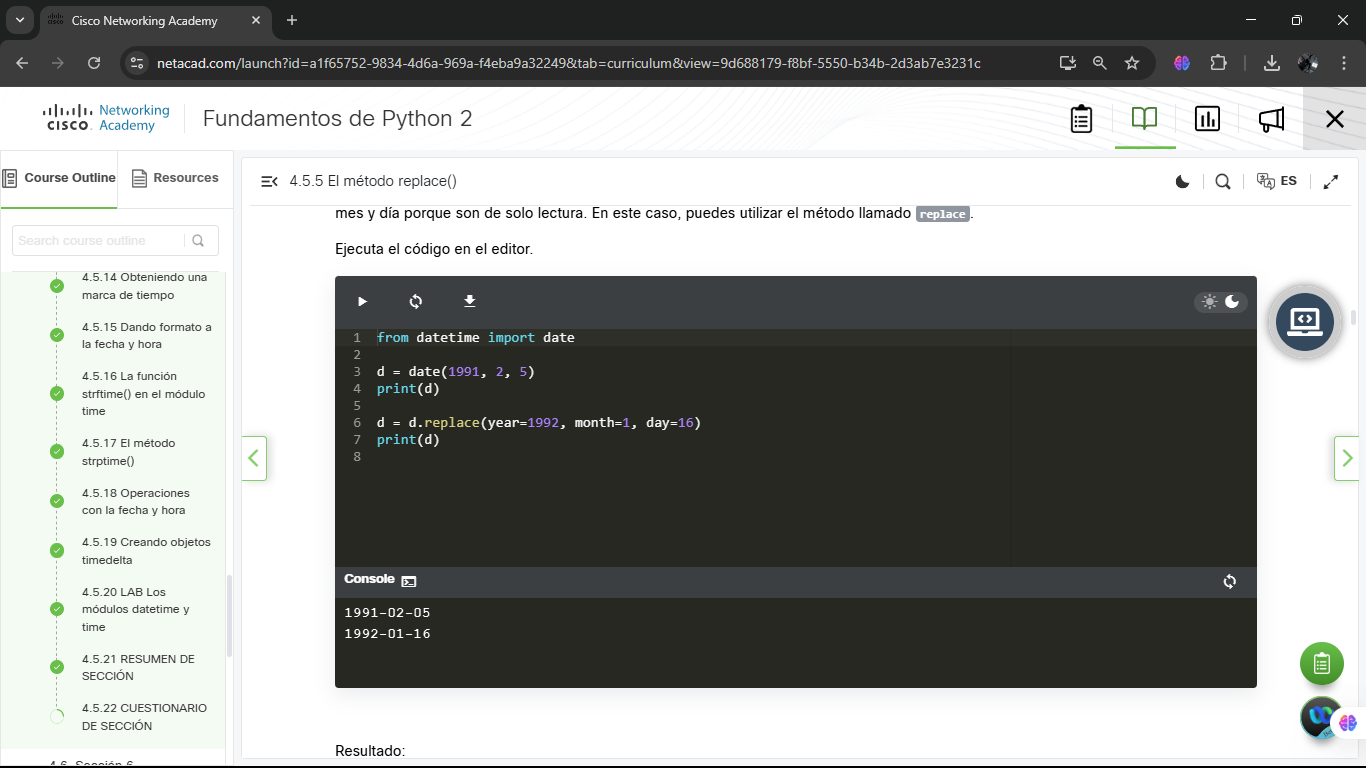 Cisco Networking Academy
netacad.com/launch?id=a1f65752-9834-4d6a-969a-f4eba9a32249&tab=curriculum&view=9d688179-f8bf-5550-b34b-2d3ab7e3231c
Networking
CISCO. Academy
Fundamentos de Python 2
Course Outline
Resources
4.5.5 El método replace()
ES
Search course outline
mes y día porque son de solo lectura. En este caso, puedes utilizar el método llamado replace.
Ejecuta el código en el editor.
4.5.14 Obteniendo una
marca de tiempo
4.5.15 Dando formato a
la fecha y hora
4.5.16 La función
strftime() en el módulo
time
4.5.17 El método
strptime()
4.5.18 Operaciones
con la fecha y hora
4.5.19 Creando objetos
timedelta
4.5.20 LAB Los
módulos datetime y
time
4.5.21 RESUMEN DE
SECCIÓN
4.5.22 CUESTIONARIO
DE SECCIÓN
4.6 Sección 6
1 from datetime import date
2
3 d = date(1991, 2, 5)
4 print(d)
5
6 d = d.replace(year=1992, month=1, day=16)
7 print(d)
8
Console
1991-02-05
1992-01-16
Resultado: